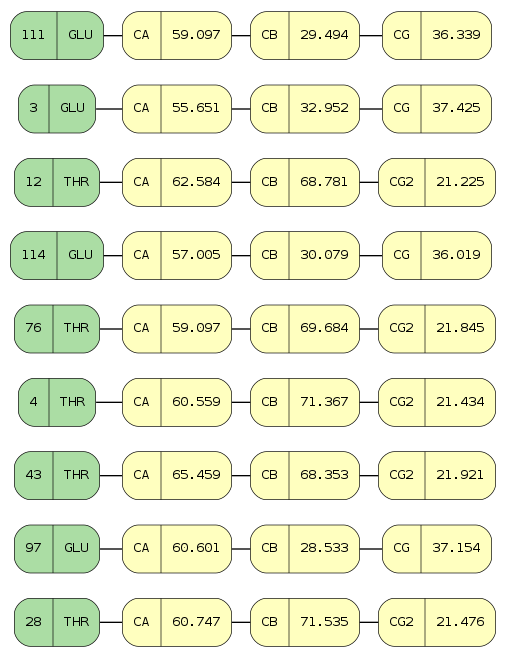 111 GLU CA 59.097 CB 29.494 CG 36.339
3 GLU CA 55.651 CB 32.952 CG 37.425
12 THR CA 62.584 CB 68.781 CG2 21.225
114 GLU CA 57.005 CB 30.079 CG 36.019
76 THR CA 59.097 CB 69.684 CG2 21.845
4 THR CA 60.559 CB 71.367 CG2 21.434
43 THR CA 65.459 CB 68.353 CG2 21.921
97 GLU CA 60.601 CB 28.533 CG 37.154
28 THR CA 60.747 CB 71.535 CG2 21.476